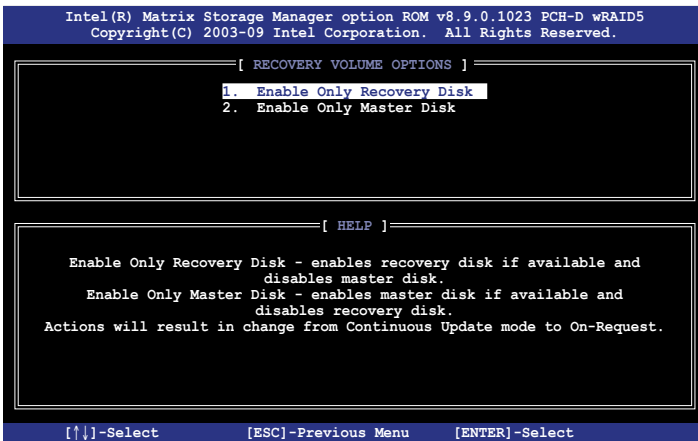 Intel(R) Matrix Storage Manager option ROM v8.9.0.1023 PCH-D wRAID5
Copyright(C) 2003-09 Intel Corporation. All Rights Reserved.
[ RECOVERY VOLUME OPTIONS ]
1. Enable Only Recovery Disk
2. Enable Only Master Disk
[ HELP ]
Enable Only Recovery Disk - enables recovery disk if available and
disables master disk.
Enable Only Master Disk - enables master disk if available and
disables recovery disk.
Actions will result in change from Continuous Update mode to On-Request.
[↑↓]-Select [ESC]-Previous Menu [ENTER]-Select